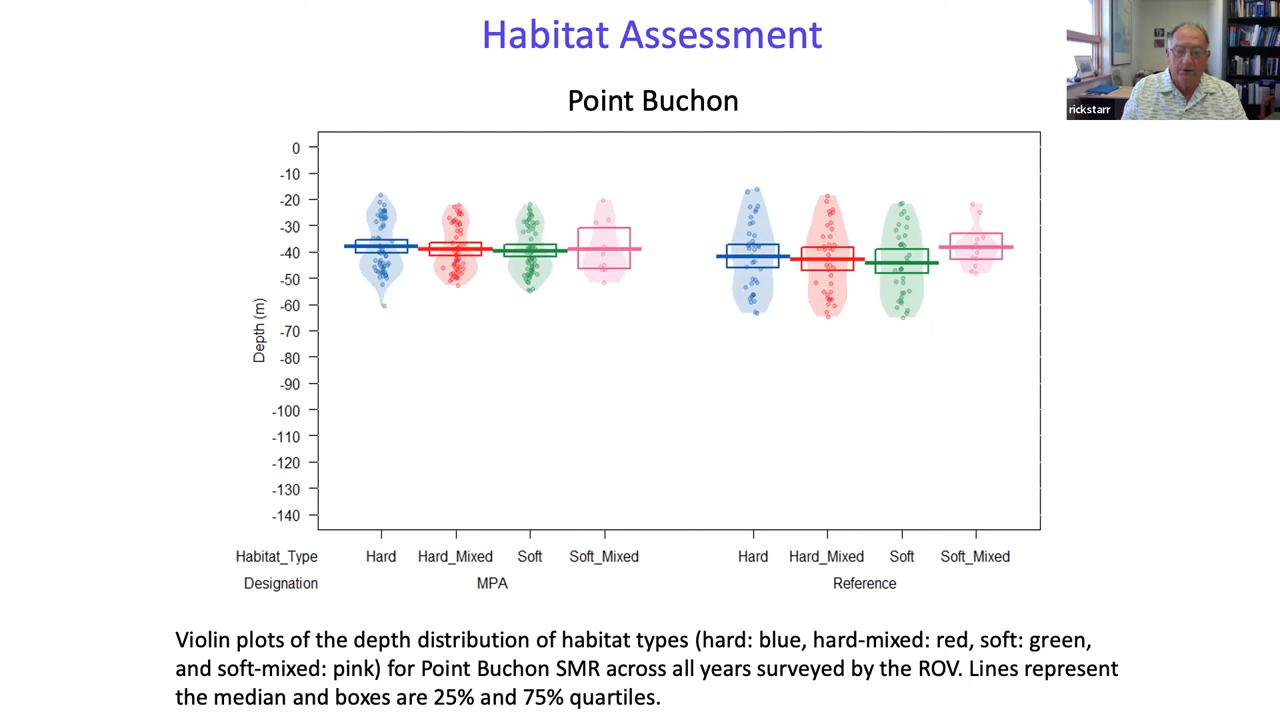 Habitat Assessment
rickstarr
Point Buchon
0
-10
-20
-30
-40
-50
-60
-70
-80
-90
-100
-110
-120
-130
-140
Depth (m)
Habitat_Type Hard Hard_Mixed Soft Soft_Mixed Hard Hard_Mixed Soft Soft_Mixed
Designation MPA Reference
Violin plots of the depth distribution of habitat types (hard: blue, hard-mixed: red, soft: green,
and soft-mixed: pink) for Point Buchon SMR across all years surveyed by the ROV. Lines represent
the median and boxes are 25% and 75% quartiles.